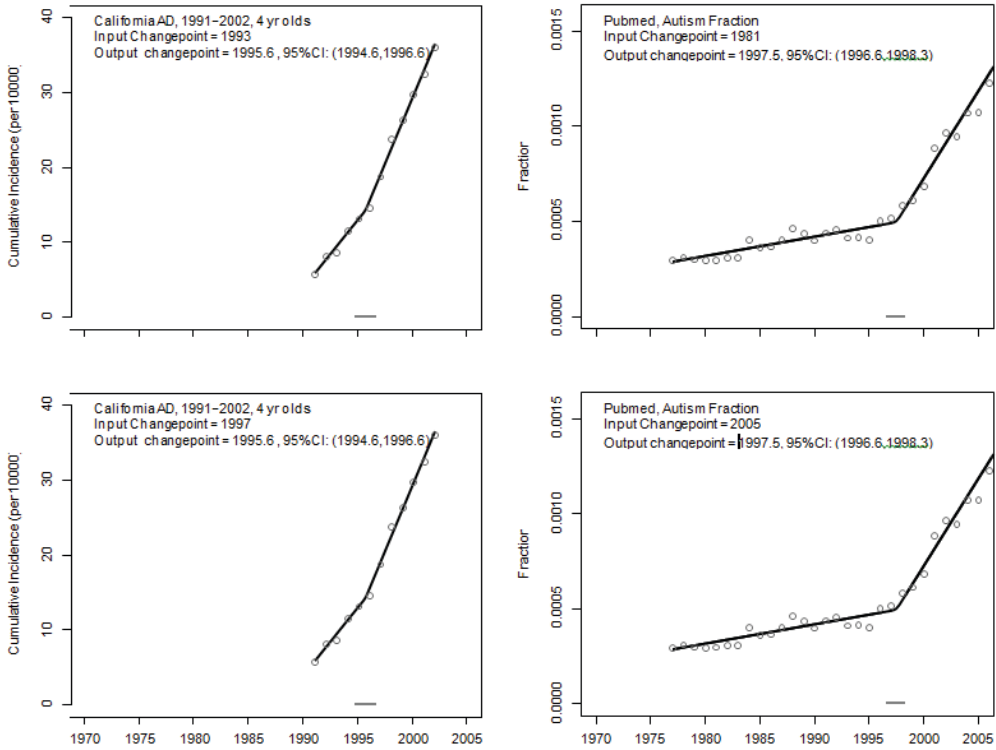 California AD, 1991–2002, 4 yr olds
Input Changepoint = 1993
Output changepoint = 1995.6, 95%CI: (1994.6,1996.6)
Cumulative Incidence (per 10000)
40
30
20
10
0
Pubmed, Autism Fraction
Input Changepoint = 1981
Output changepoint = 1997.5, 95%CI: (1996.6,1998.3)
Fraction
0.0015
0.0010
0.0005
0.0000
California AD, 1991–2002, 4 yr olds
Input Changepoint = 1997
Output changepoint = 1995.6, 95%CI: (1994.6,1996.6)
Cumulative Incidence (per 10000)
40
30
20
10
0
1970 1975 1980 1985 1990 1995 2000 2005
Pubmed, Autism Fraction
Input Changepoint = 2005
Output changepoint = 1997.5, 95%CI: (1996.6,1998.3)
Fraction
0.0015
0.0010
0.0005
0.0000
1970 1975 1980 1985 1990 1995 2000 2005